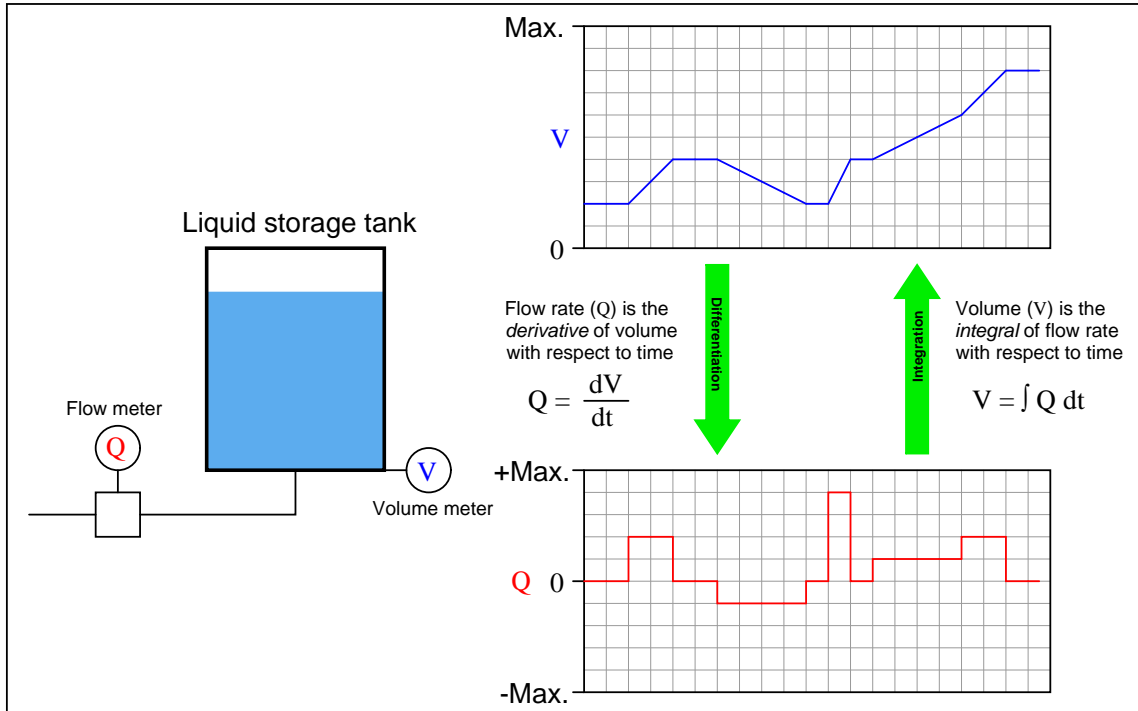 Liquid storage tank
Flow meter
Q
V
Volume meter
Max.
V
0
Flow rate (Q) is the
derivative of volume
with respect to time
Q = dV
dt
Differentiation
Integration
Volume (V) is the
integral of flow rate
with respect to time
V = ∫ Q dt
+Max.
Q 0
-Max.